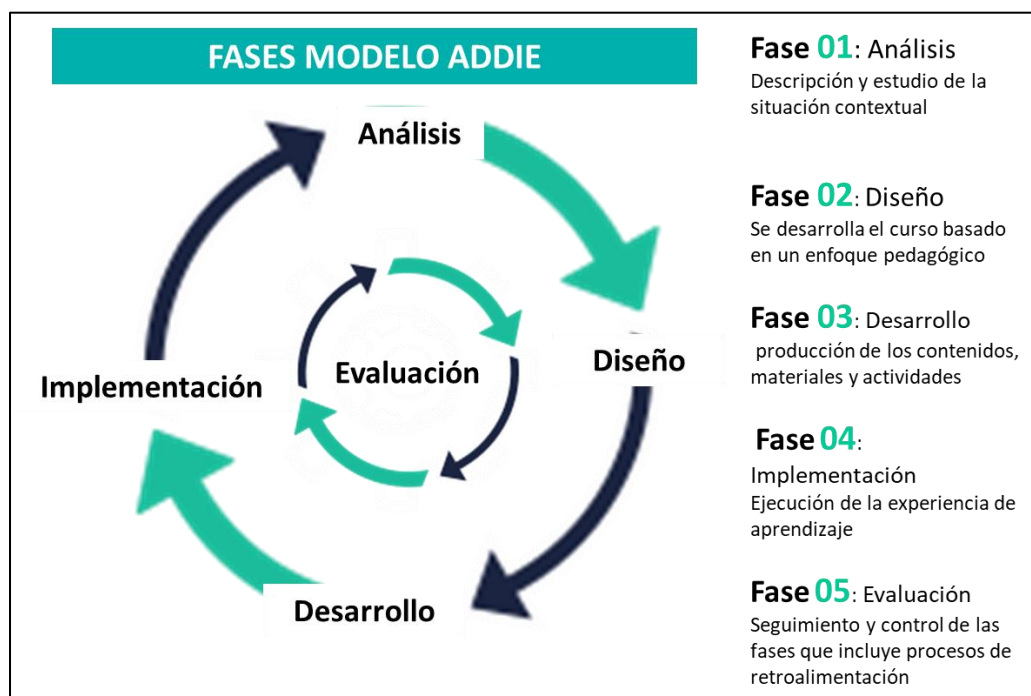 FASES MODELO ADDIE
Análisis
Diseño
Evaluación
Implementación
Desarrollo
Fase 01: Análisis
Descripción y estudio de la
situación contextual
Fase 02: Diseño
Se desarrolla el curso basado
en un enfoque pedagógico
Fase 03: Desarrollo
producción de los contenidos,
materiales y actividades
Fase 04:
Implementación
Ejecución de la experiencia de
aprendizaje
Fase 05: Evaluación
Seguimiento y control de las
fases que incluye procesos de
retroalimentación